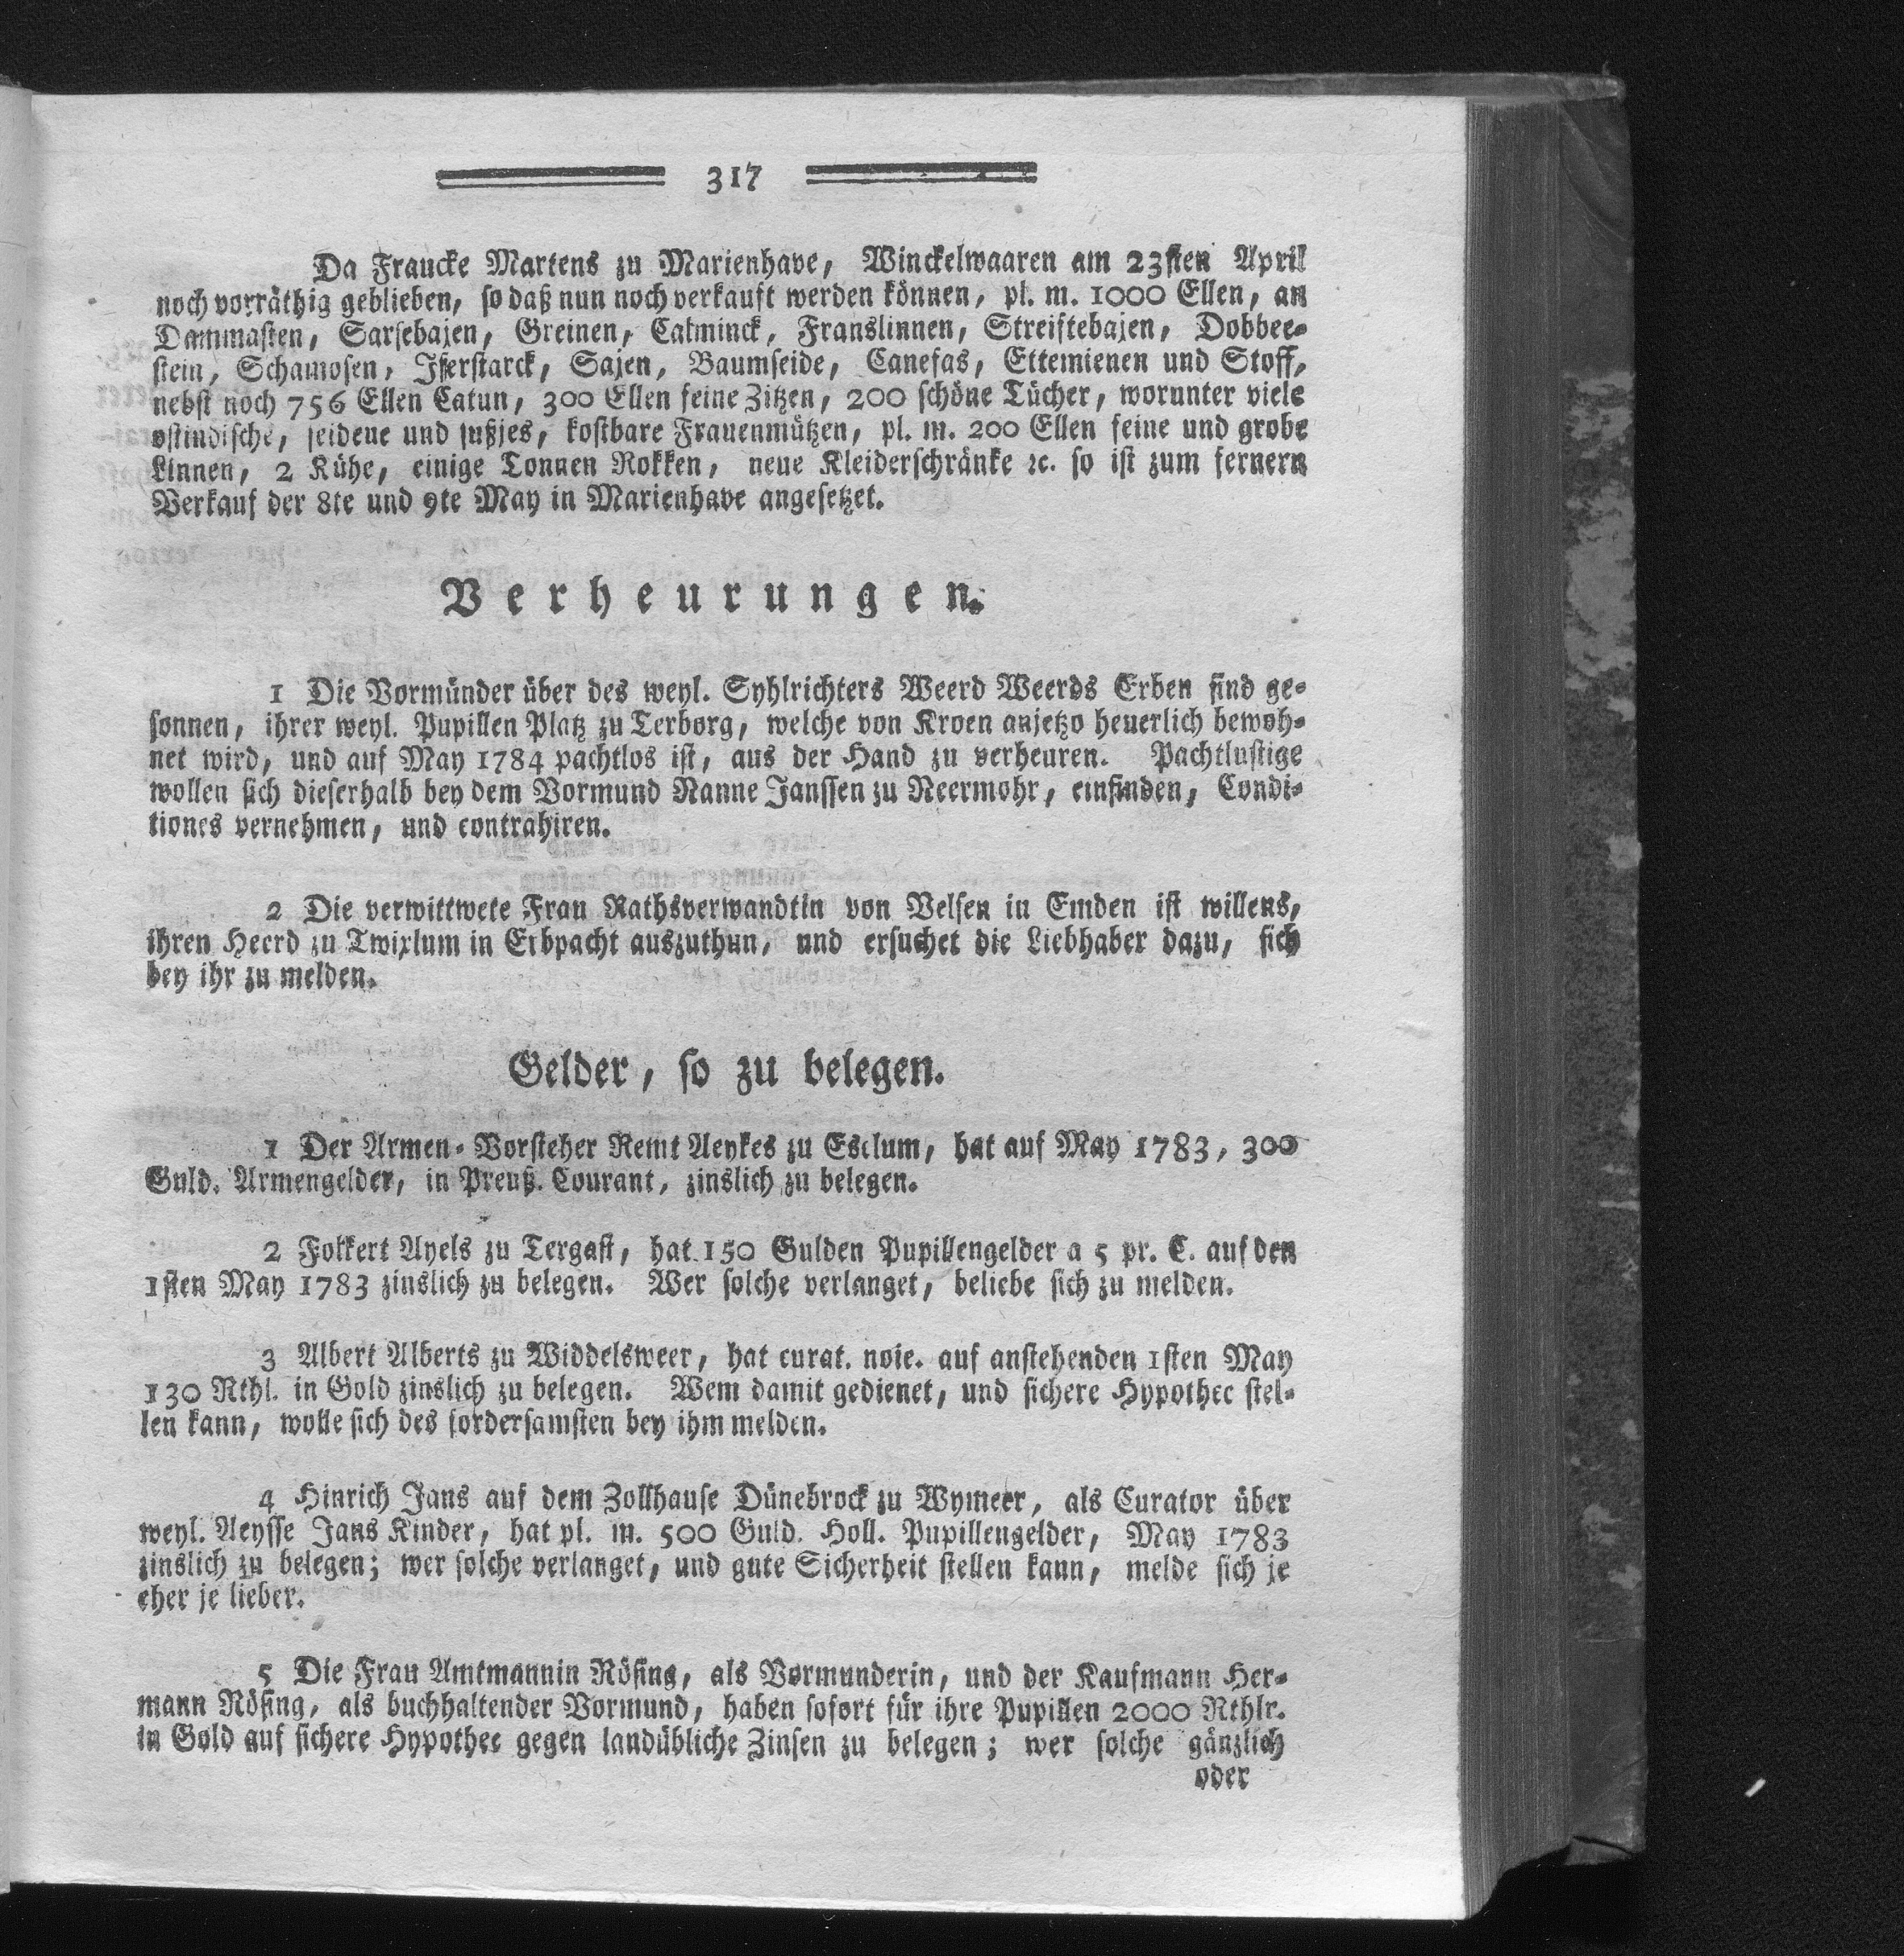 317
Da Fraucke Martens zu Marienhave, Winckelwaaren am 23sten April
noch vorräthig geblieben, so daß nun noch verkauft werden können, pl. m. 1000 Ellen, an
Dammasten, Sarsebajen, Greinen, Calminck, Franslinnen, Streiftebajen, Dobbee-
stein, Schamosen, Ifferstarck, Sajen, Baumseide, Canefas, Ettemienen und Stoff,
nebst noch 756 Ellen Catun, 300 Ellen feine Zitzen, 200 schöne Tücher, worunter viele
ostindische, seidene und jußjes, kostbare Frauenmützen, pl. m. 200 Ellen feine und grobe
Linnen, 2 Kühe, einige Tonnen Rokken, neue Kleiderschränke ꝛc. so ist zum fernern
Verkauf der 8te und 9te May in Marienhave angesetzet.
Verheurungen.
1 Die Vormünder über des weyl. Syhlrichters Weerd Weerds Erben sind ge-
sonnen, ihrer weyl. Pupillen Platz zu Terborg, welche von Kroen anjetzo heuerlich bewoh-
net wird, und auf May 1784 pachtlos ist, aus der Hand zu verheuren. Pachtlustige
wollen sich dieserhalb bey dem Vormund Nanne Janssen zu Neermohr, einfinden, Condi-
tiones vernehmen, und contrahiren.
2 Die verwittwete Frau Rathsverwandtin von Velsen in Emden ist willens,
ihren Heerd zu Twixlum in Erbpacht auszuthun, und ersuchet die Liebhaber dazu, sich
bey ihr zu melden.
Gelder, so zu belegen.
1 Der Armen-Vorsteher Remt Aeykes zu Esclum, hat auf May 1783, 300
Guld. Armengelder, in Preuß. Courant, zinslich zu belegen.
2 Folkert Ayels zu Tergast, hat 150 Gulden Pupillengelder a 5 pr. C. auf den
1sten May 1783 zinslich zu belegen. Wer solche verlanget, beliebe sich zu melden.
3 Albert Alberts zu Widdelsweer, hat curat. noie. auf anstehenden 1sten May
130 Rthl. in Gold zinslich zu belegen. Wem damit gedienet, und sichere Hypothec stel-
len kann, wolle sich des fordersamsten bey ihm melden.
4 Hinrich Jans auf dem Zollhause Dünebrock zu Wymeer, als Curator über
weyl. Aeysse Jans Kinder, hat pl. m. 500 Guld. Holl. Pupillengelder, May 1783
zinslich zu belegen; wer solche verlanget, und gute Sicherheit stellen kann, melde sich je
eher je lieber.
5 Die Frau Amtmannin Rösing, als Vormunderin, und der Kaufmann Her-
mann Rösing, als buchhaltender Vormund, haben sofort für ihre Pupillen 2000 Rthlr.
in Gold auf sichere Hypothec gegen landübliche Zinsen zu belegen; wer solche gänzlich
oder